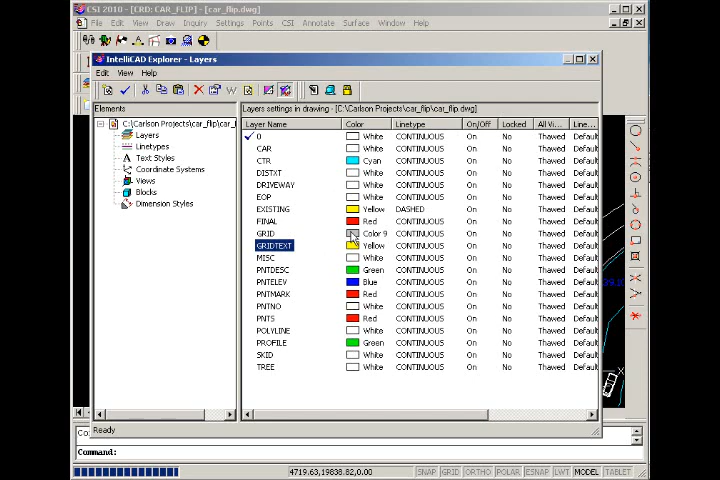 CSI 2010 - [CRD: CAR_FLIP] - [car_flip.dwg]
File Edit View Draw Inquiry Settings Points CSI Annotate Survey Window Help
IntelliCAD Explorer - Layers
Edit View Help
Elements
Layers settings in drawing - [C:\Carlson Projects\car_flip\car_flip.dwg]
C:\Carlson Projects\car_flip\car_l
Layers
Linetypes
Text Styles
Coordinate Systems
Views
Blocks
Dimension Styles
Layer Name Color Linetype On/Off Locked All Vi... Line...
0 White CONTINUOUS On No Thawed Default
CAR White CONTINUOUS On No Thawed Default
CTR Cyan CONTINUOUS On No Thawed Default
DISTXT White CONTINUOUS On No Thawed Default
DRIVEWAY White CONTINUOUS On No Thawed Default
EOP White CONTINUOUS On No Thawed Default
EXISTING Yellow DASHED On No Thawed Default
FINAL Red CONTINUOUS On No Thawed Default
GRID Color 9 CONTINUOUS On No Thawed Default
GRIDTEXT Yellow CONTINUOUS On No Thawed Default
MISC White CONTINUOUS On No Thawed Default
PNTDESC Green CONTINUOUS On No Thawed Default
PNTELEV Blue CONTINUOUS On No Thawed Default
PNTMARK Red CONTINUOUS On No Thawed Default
PNTNO White CONTINUOUS On No Thawed Default
PNTS Red CONTINUOUS On No Thawed Default
POLYLINE White CONTINUOUS On No Thawed Default
PROFILE Green CONTINUOUS On No Thawed Default
SKID White CONTINUOUS On No Thawed Default
TREE White CONTINUOUS On No Thawed Default
Ready
Command:
4719.63,19838.82,0.00 SNAP GRID ORTHO POLAR ESNAP LWT MODEL TABLET